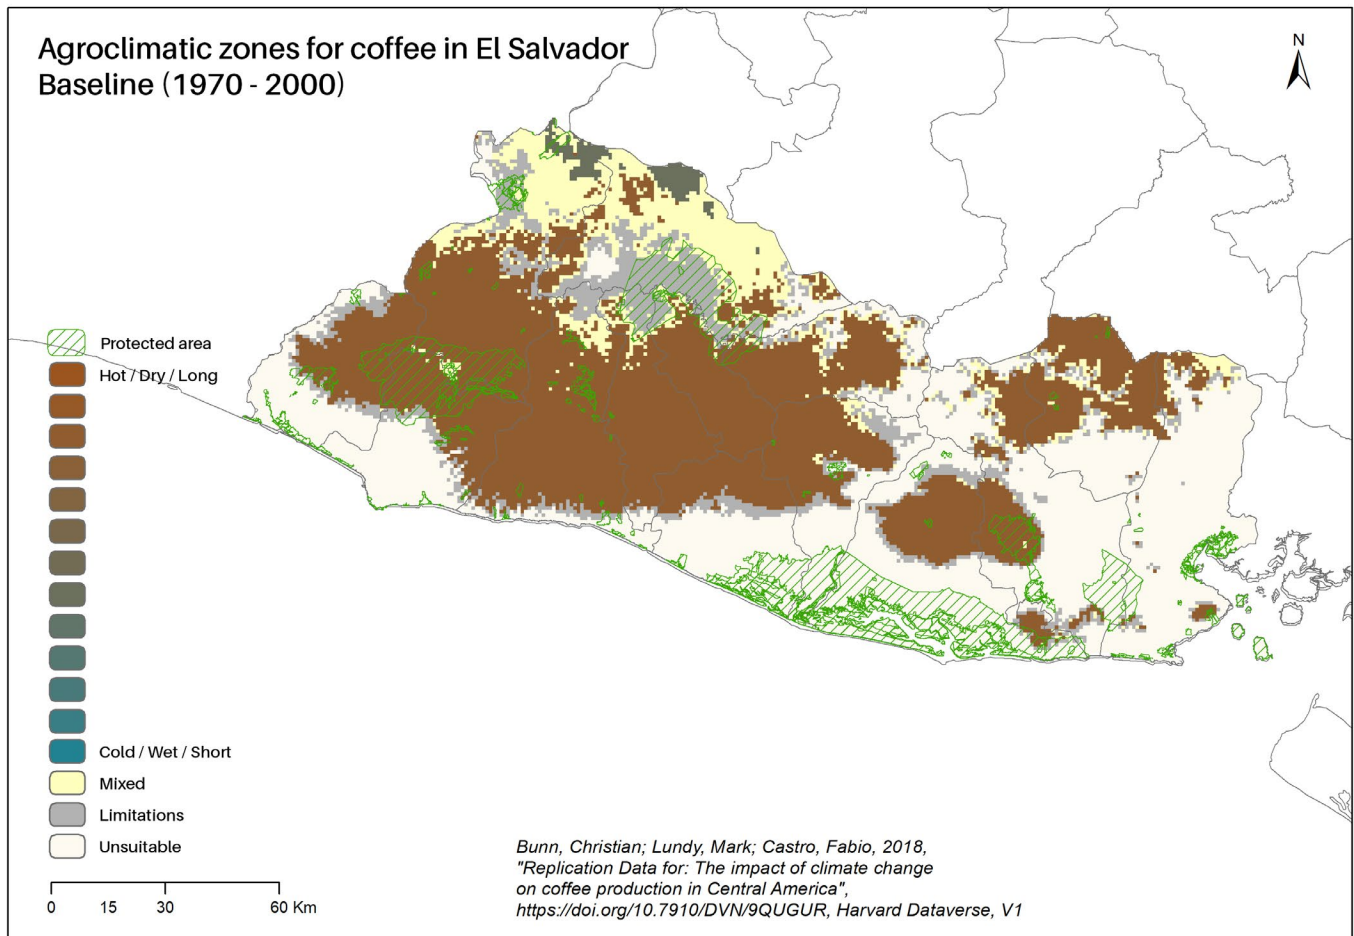 Agroclimatic zones for coffee in El Salvador
Baseline (1970 - 2000)
N
Protected area
Hot / Dry / Long
Cold / Wet / Short
Mixed
Limitations
Unsuitable
0 15 30 60 Km
Bunn, Christian; Lundy, Mark; Castro, Fabio, 2018,
"Replication Data for: The impact of climate change
on coffee production in Central America",
https://doi.org/10.7910/DVN/9QUGUR, Harvard Dataverse, V1